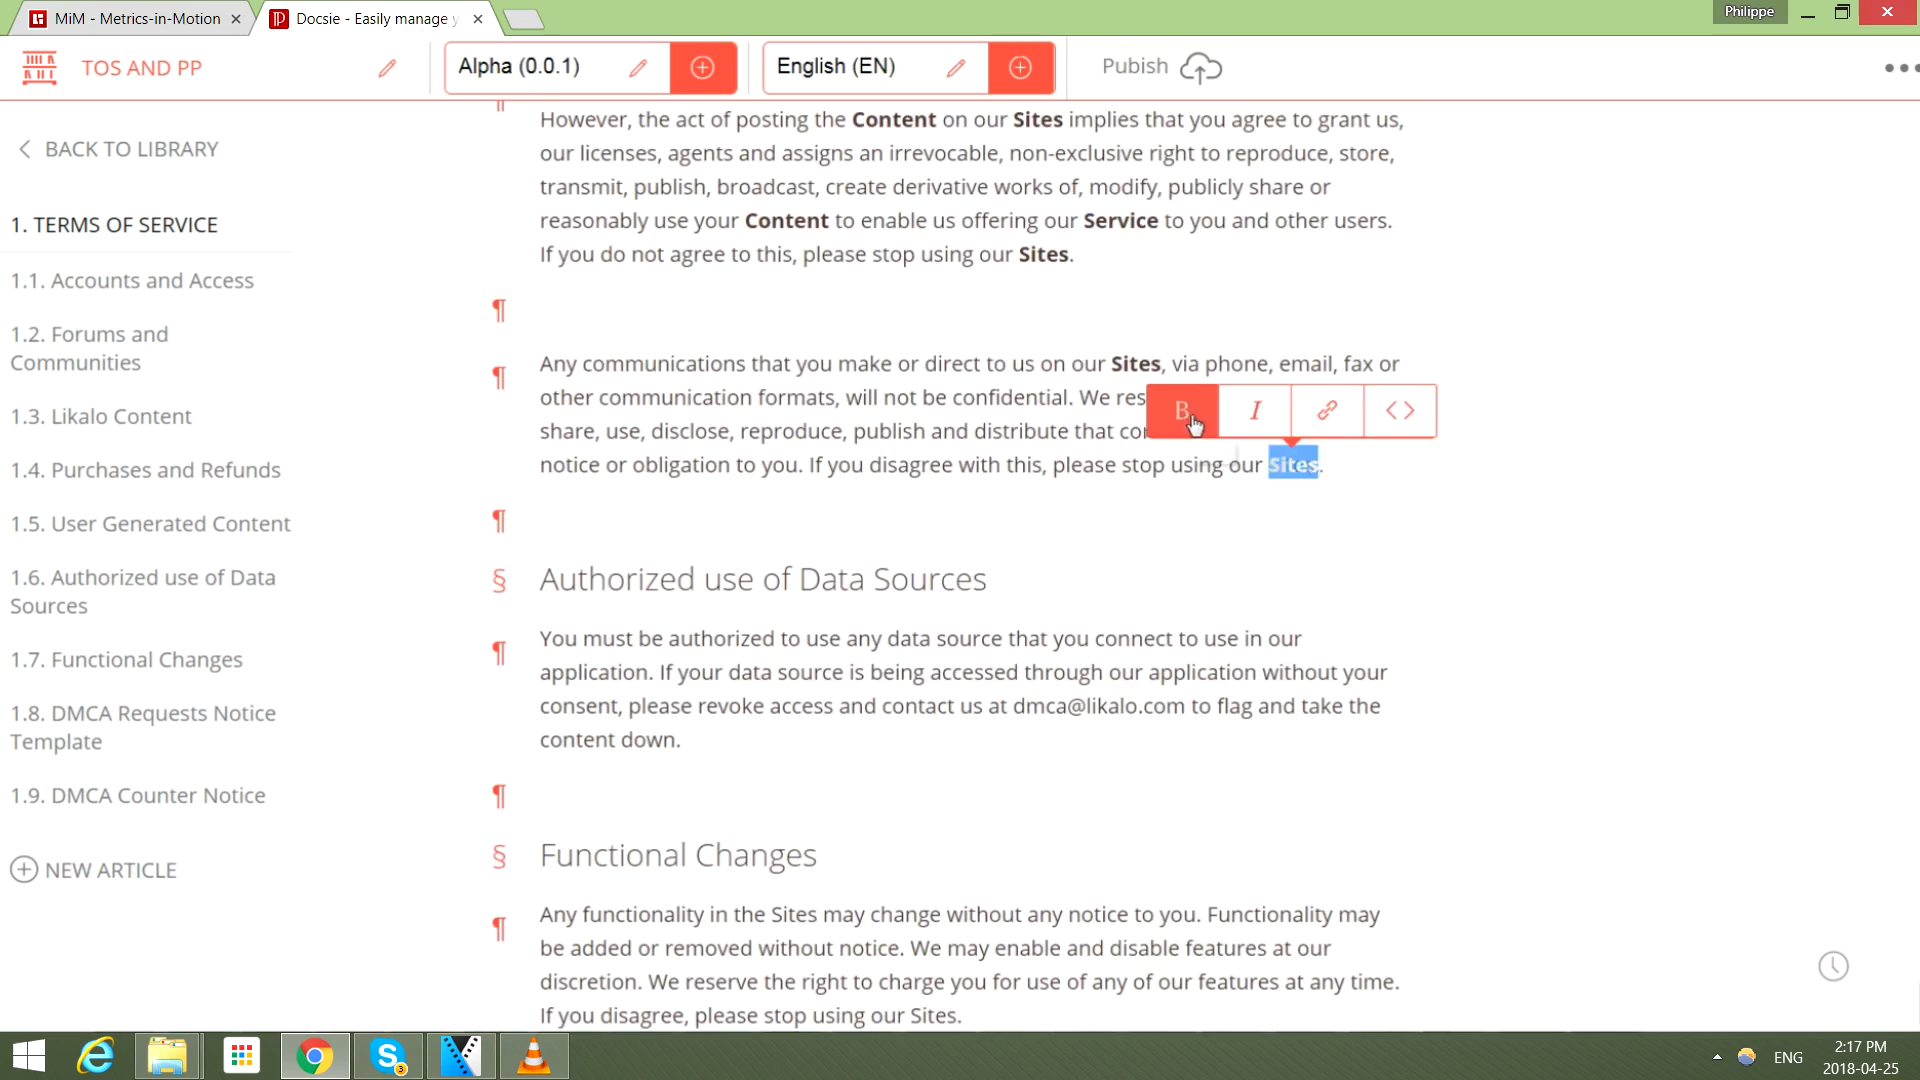 MiM - Metrics-in-Motion
Docsie - Easily manage y
Philippe
TOS AND PP
Alpha (0.0.1)
English (EN)
Publish
BACK TO LIBRARY
1. TERMS OF SERVICE
1.1. Accounts and Access
1.2. Forums and
Communities
1.3. Likalo Content
1.4. Purchases and Refunds
1.5. User Generated Content
1.6. Authorized use of Data
Sources
1.7. Functional Changes
1.8. DMCA Requests Notice
Template
1.9. DMCA Counter Notice
NEW ARTICLE
¶
However, the act of posting the Content on our Sites implies that you agree to grant us,
our licenses, agents and assigns an irrevocable, non-exclusive right to reproduce, store,
transmit, publish, broadcast, create derivative works of, modify, publicly share or
reasonably use your Content to enable us offering our Service to you and other users.
If you do not agree to this, please stop using our Sites.
¶
¶
Any communications that you make or direct to us on our Sites, via phone, email, fax or
other communication formats, will not be confidential. We res
share, use, disclose, reproduce, publish and distribute that
notice or obligation to you. If you disagree with this, please stop using our Sites.
B I < >
¶
§ Authorized use of Data Sources
¶
You must be authorized to use any data source that you connect to use in our
application. If your data source is being accessed through our application without your
consent, please revoke access and contact us at dmca@likalo.com to flag and take the
content down.
¶
§ Functional Changes
¶
Any functionality in the Sites may change without any notice to you. Functionality may
be added or removed without notice. We may enable and disable features at our
discretion. We reserve the right to charge you for use of any of our features at any time.
If you disagree, please stop using our Sites.
3
ENG
2:17 PM
2018-04-25